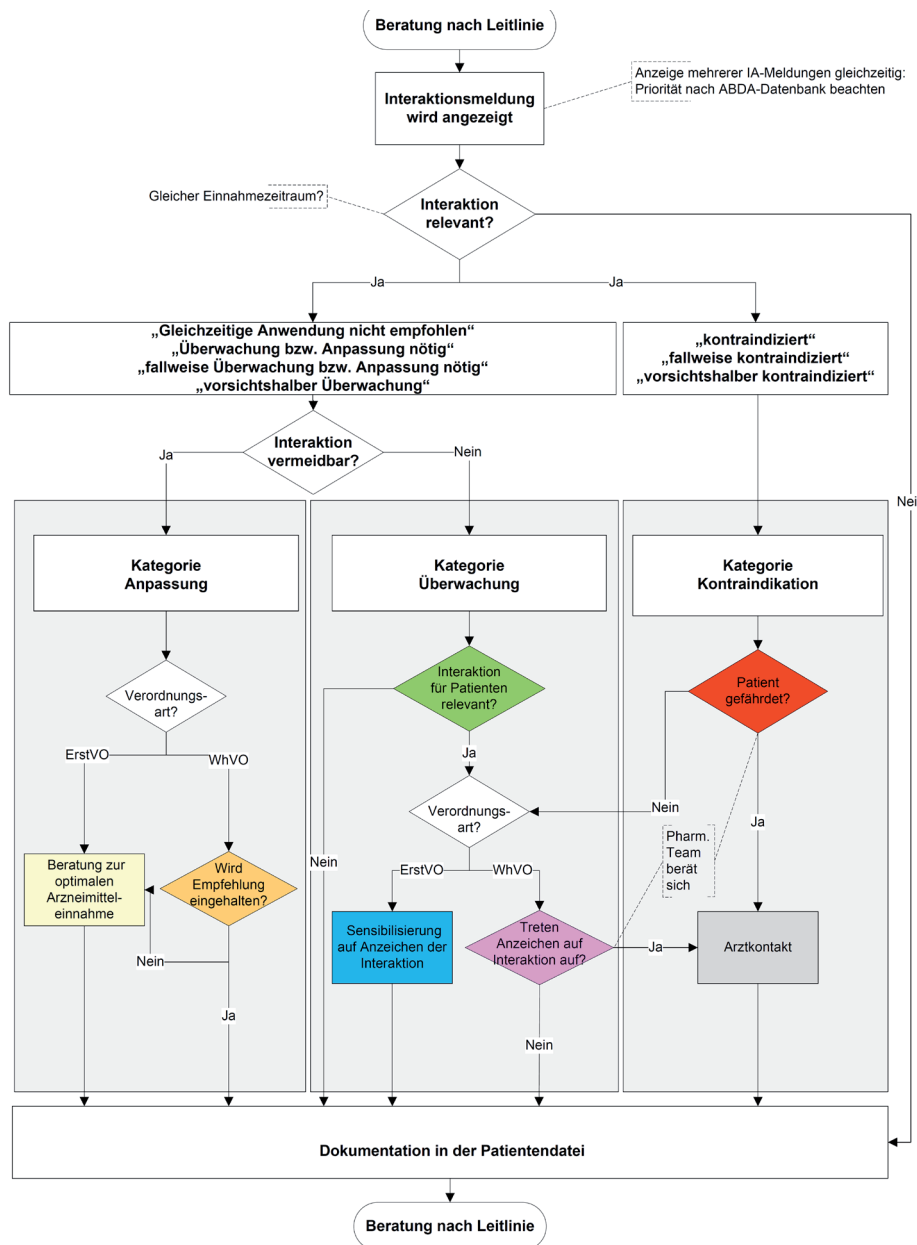 Beratung nach Leitlinie
Anzeige mehrerer IA-Meldungen gleichzeitig:
Priorität nach ABDA-Datenbank beachten
Interaktionsmeldung
wird angezeigt
Gleicher Einnahmezeitraum?
Interaktion
relevant?
Ja
Ja
„Gleichzeitige Anwendung nicht empfohlen“
„Überwachung bzw. Anpassung nötig“
„fallweise Überwachung bzw. Anpassung nötig“
„vorsichtshalber Überwachung“
„kontraindiziert“
„fallweise kontraindiziert“
„vorsichtshalber kontraindiziert“
Interaktion
vermeidbar?
Ja
Nein
Nei
Kategorie
Anpassung
Kategorie
Überwachung
Kategorie
Kontraindikation
Verordnungs-
art?
Interaktion
für Patienten
relevant?
Patient
gefährdet?
ErstVO
WhVO
Ja
Nein
Ja
Verordnungs-
art?
Pharm.
Team
berät
sich
Nein
Beratung zur
optimalen
Arzneimittel-
einnahme
Wird
Empfehlung
eingehalten?
ErstVO
WhVO
Sensibilisierung
auf Anzeichen der
Interaktion
Treten
Anzeichen auf
Interaktion auf?
Ja
Arztkontakt
Nein
Ja
Nein
Dokumentation in der Patientendatei
Beratung nach Leitlinie